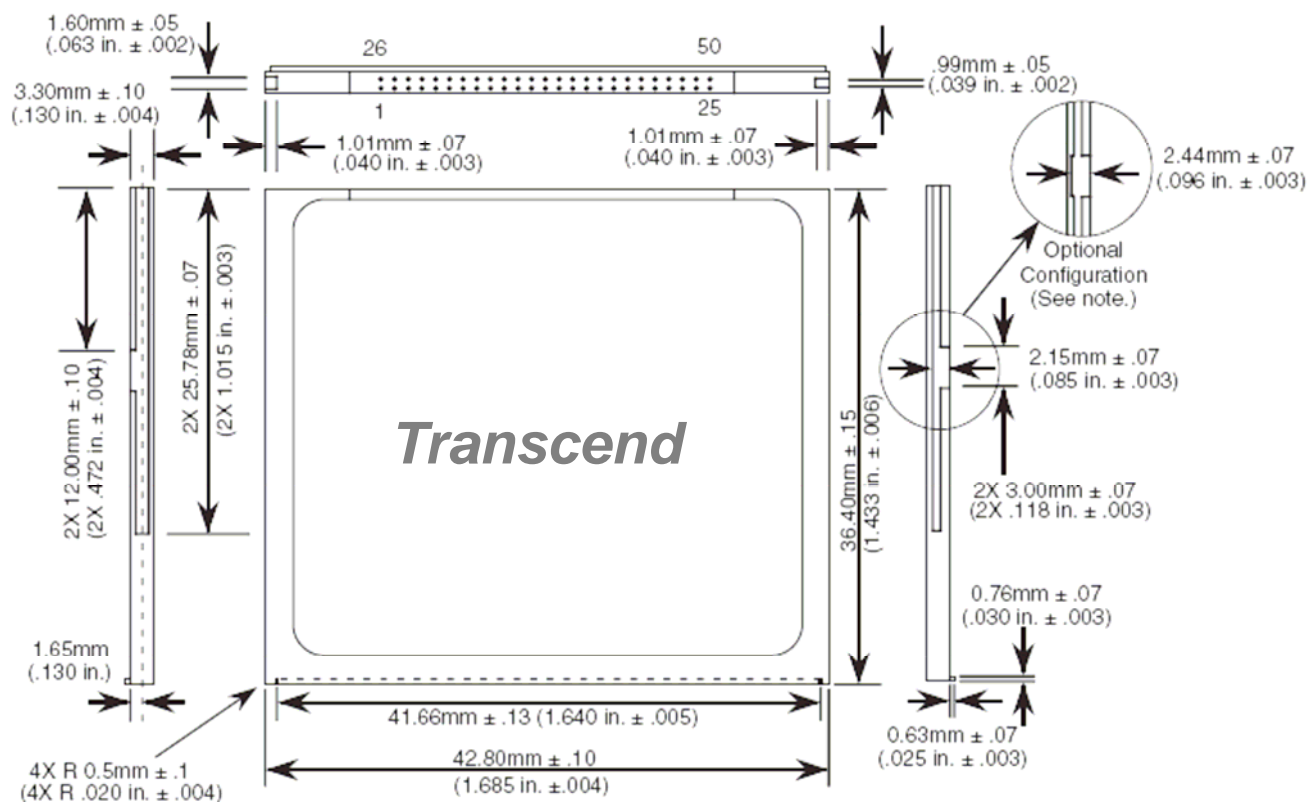 1.60mm ± .05
(.063 in. ± .002)
26
50
.99mm ± .05
(.039 in. ± .002)
3.30mm ± .10
(.130 in. ± .004)
1
25
1.01mm ± .07
(.040 in. ± .003)
1.01mm ± .07
(.040 in. ± .003)
2.44mm ± .07
(.096 in. ± .003)
Optional
Configuration
(See note.)
2X 12.00mm ± .10
(2X .472 in. ± .004)
2X 25.78mm ± .07
(2X 1.015 in. ± .003)
Transcend
36.40mm ± .15
(1.433 in. ± .006)
2.15mm ± .07
(.085 in. ± .003)
2X 3.00mm ± .07
(2X .118 in. ± .003)
0.76mm ± .07
(.030 in. ± .003)
1.65mm
(.130 in.)
41.66mm ± .13 (1.640 in. ± .005)
0.63mm ± .07
(.025 in. ± .003)
42.80mm ± .10
(1.685 in. ± .004)
4X R 0.5mm ± .1
(4X R .020 in. ± .004)